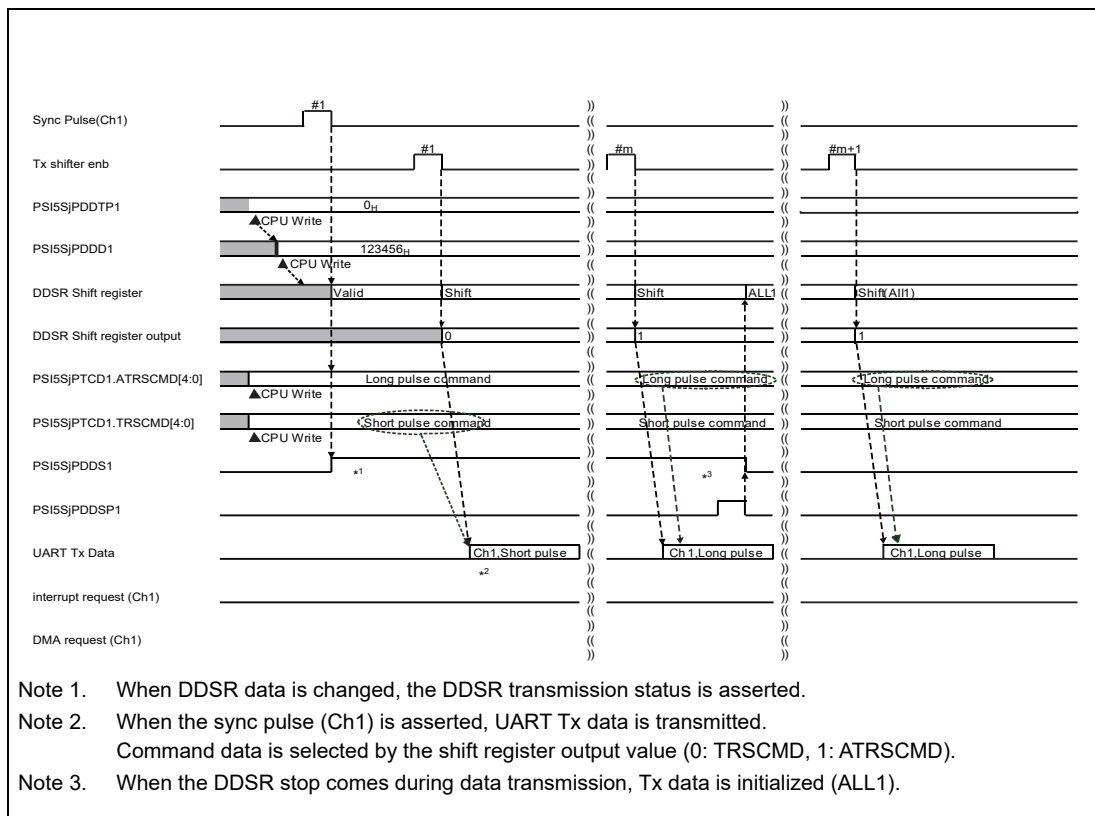 #1
Sync Pulse(Ch1)
#1 #m #m+1
Tx shifter enb
PSI5SjPDDTP1 0H
▲CPU Write
PSI5SjPDDD1 123456H
▲CPU Write
DDSR Shift register Valid Shift Shift ALL1 Shift(All1)
DDSR Shift register output 0 1 1
PSI5SjPTCD1.ATRSCMD[4:0] Long pulse command Long pulse command Long pulse command
▲CPU Write
PSI5SjPTCD1.TRSCMD[4:0] Short pulse command Short pulse command Short pulse command
▲CPU Write
PSI5SjPDDS1 *1 *3
PSI5SjPDDSP1
UART Tx Data Ch1,Short pulse Ch1,Long pulse Ch1,Long pulse
*2
interrupt request (Ch1)
DMA request (Ch1)
Note 1. When DDSR data is changed, the DDSR transmission status is asserted.
Note 2. When the sync pulse (Ch1) is asserted, UART Tx data is transmitted.
Command data is selected by the shift register output value (0: TRSCMD, 1: ATRSCMD).
Note 3. When the DDSR stop comes during data transmission, Tx data is initialized (ALL1).